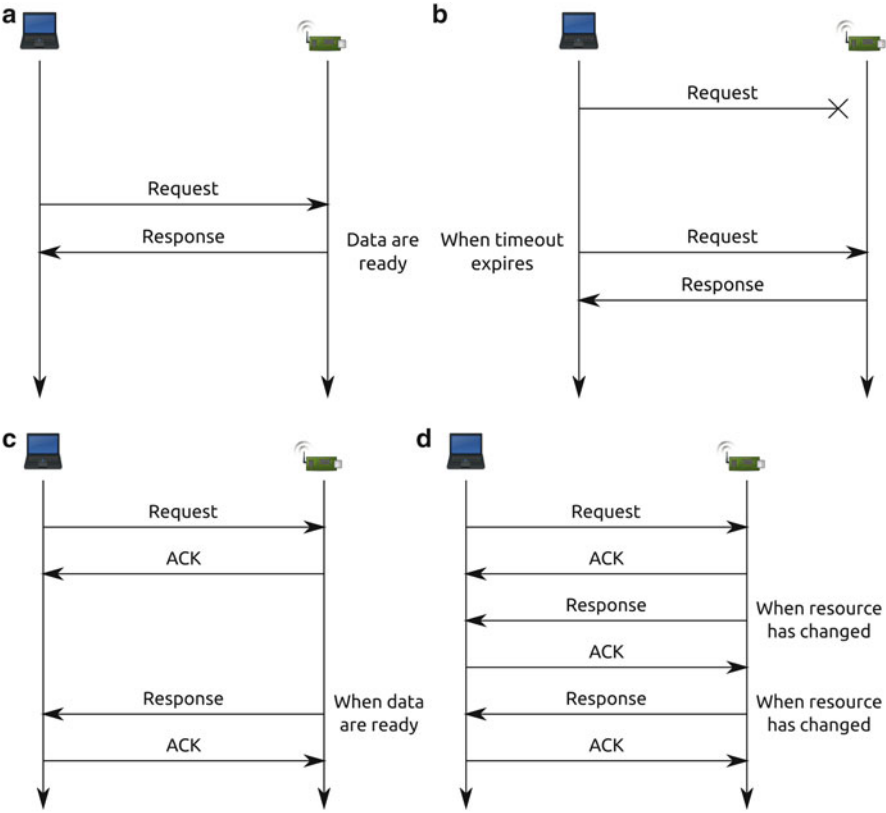 a
Request
Response
Data are
ready
b
Request
When timeout
expires
Request
Response
c
Request
ACK
Response
When data
are ready
ACK
d
Request
ACK
Response
When resource
has changed
ACK
Response
When resource
has changed
ACK